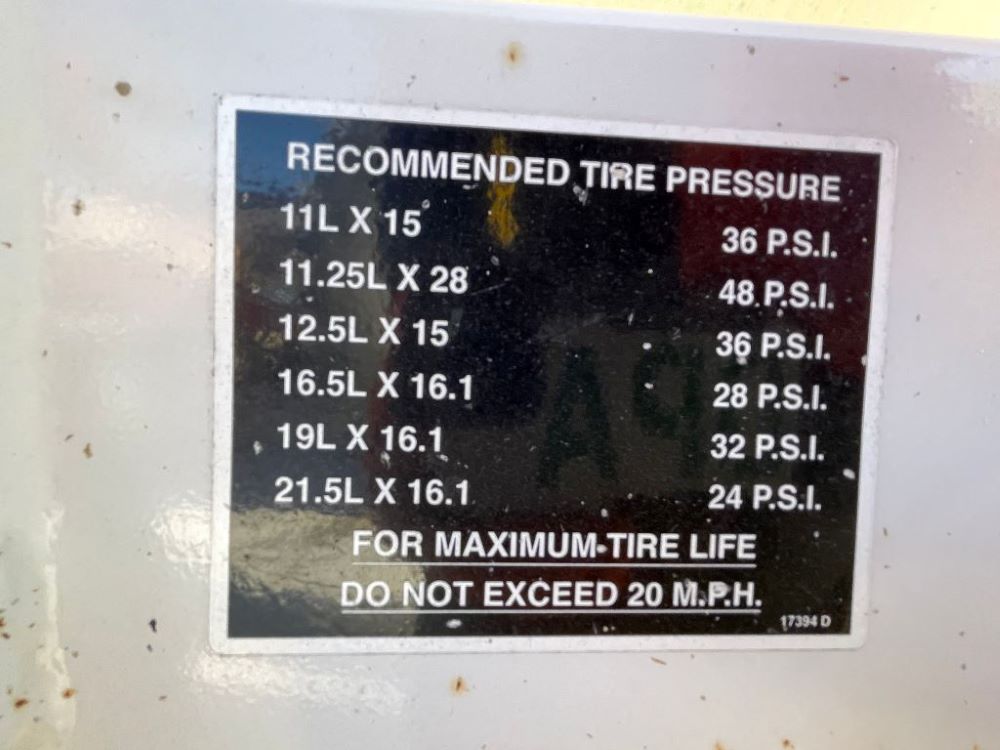 RECOMMENDED TIRE PRESSURE
11L X 15 36 P.S.I.
11.25L X 28 48 P.S.I.
12.5L X 15 36 P.S.I.
16.5L X 16.1 28 P.S.I.
19L X 16.1 32 P.S.I.
21.5L X 16.1 24 P.S.I.
FOR MAXIMUM TIRE LIFE
DO NOT EXCEED 20 M.P.H.
17394 D